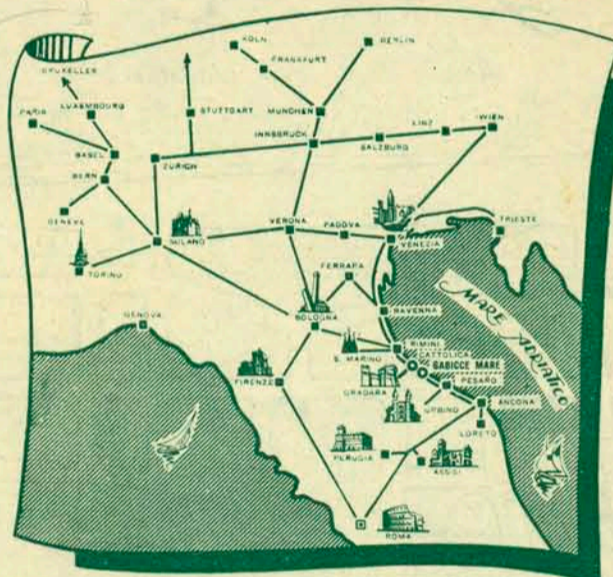 KÖLN
BERLIN
FRANKFURT
BRUXELLES
LUXEMBOURG
PARIS
STUTTGART
MUNCHEN
LINZ
WIEN
INNSBRUCK
SALZBURG
BASEL
ZÜRICH
BERN
GENEVE
MILANO
VERONA
PADOVA
VENEZIA
TRIESTE
TORINO
FERRARA
GENOVA
BOLOGNA
RAVENNA
MARE ADRIATICO
RIMINI
S. MARINO
CATTOLICA
GABICCE MARE
FIRENZE
GRADARA
PESARO
URBINO
ANCONA
LORETO
PERUGIA
ASSISI
ROMA